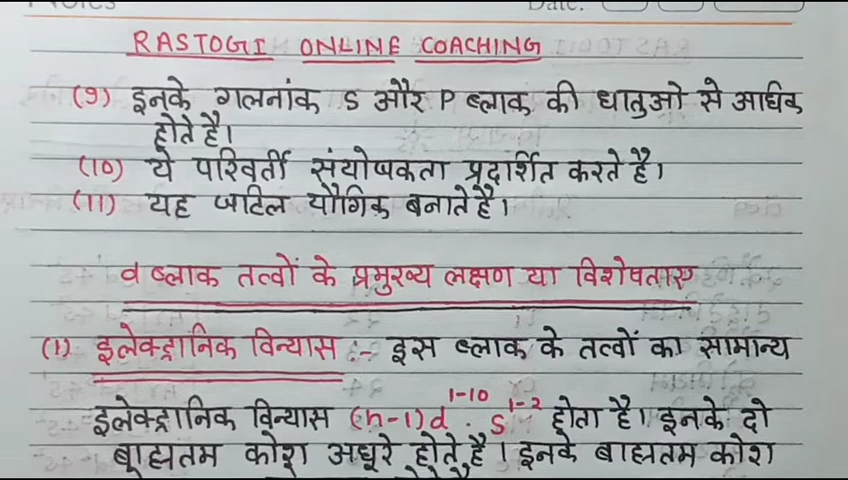 Date.
RASTOGI ONLINE COACHING
(9) इनके गलनांक S और P ब्लाक की धातुओ से अधिक
होते है।
(10) ये परिवर्ती संयोजकता प्रदर्शित करते है।
(11) यह जटिल यौगिक बनाते है।
d ब्लाक तत्वों के प्रमुख्य लक्षण या विशेषताए
(1) इलेक्ट्रानिक विन्यास :- इस ब्लाक के तत्वों का सामान्य
इलेक्ट्रानिक विन्यास (n-1)d¹⁻¹⁰ . S¹⁻² होता है। इनके दो
बाह्यतम कोश अधूरे होते है। इनके बाह्यतम कोश